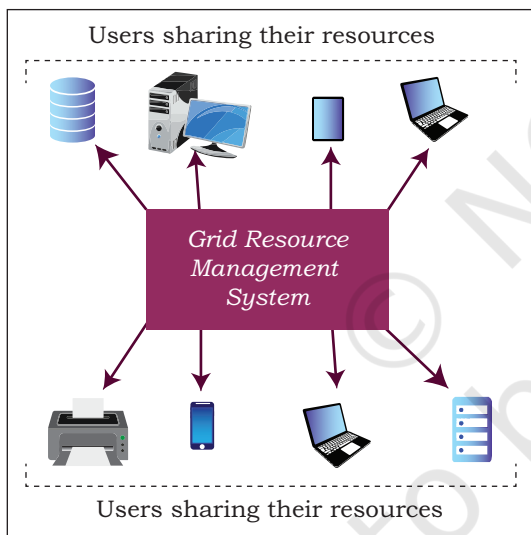 Users sharing their resources
Grid Resource
Management
System
Users sharing their resources